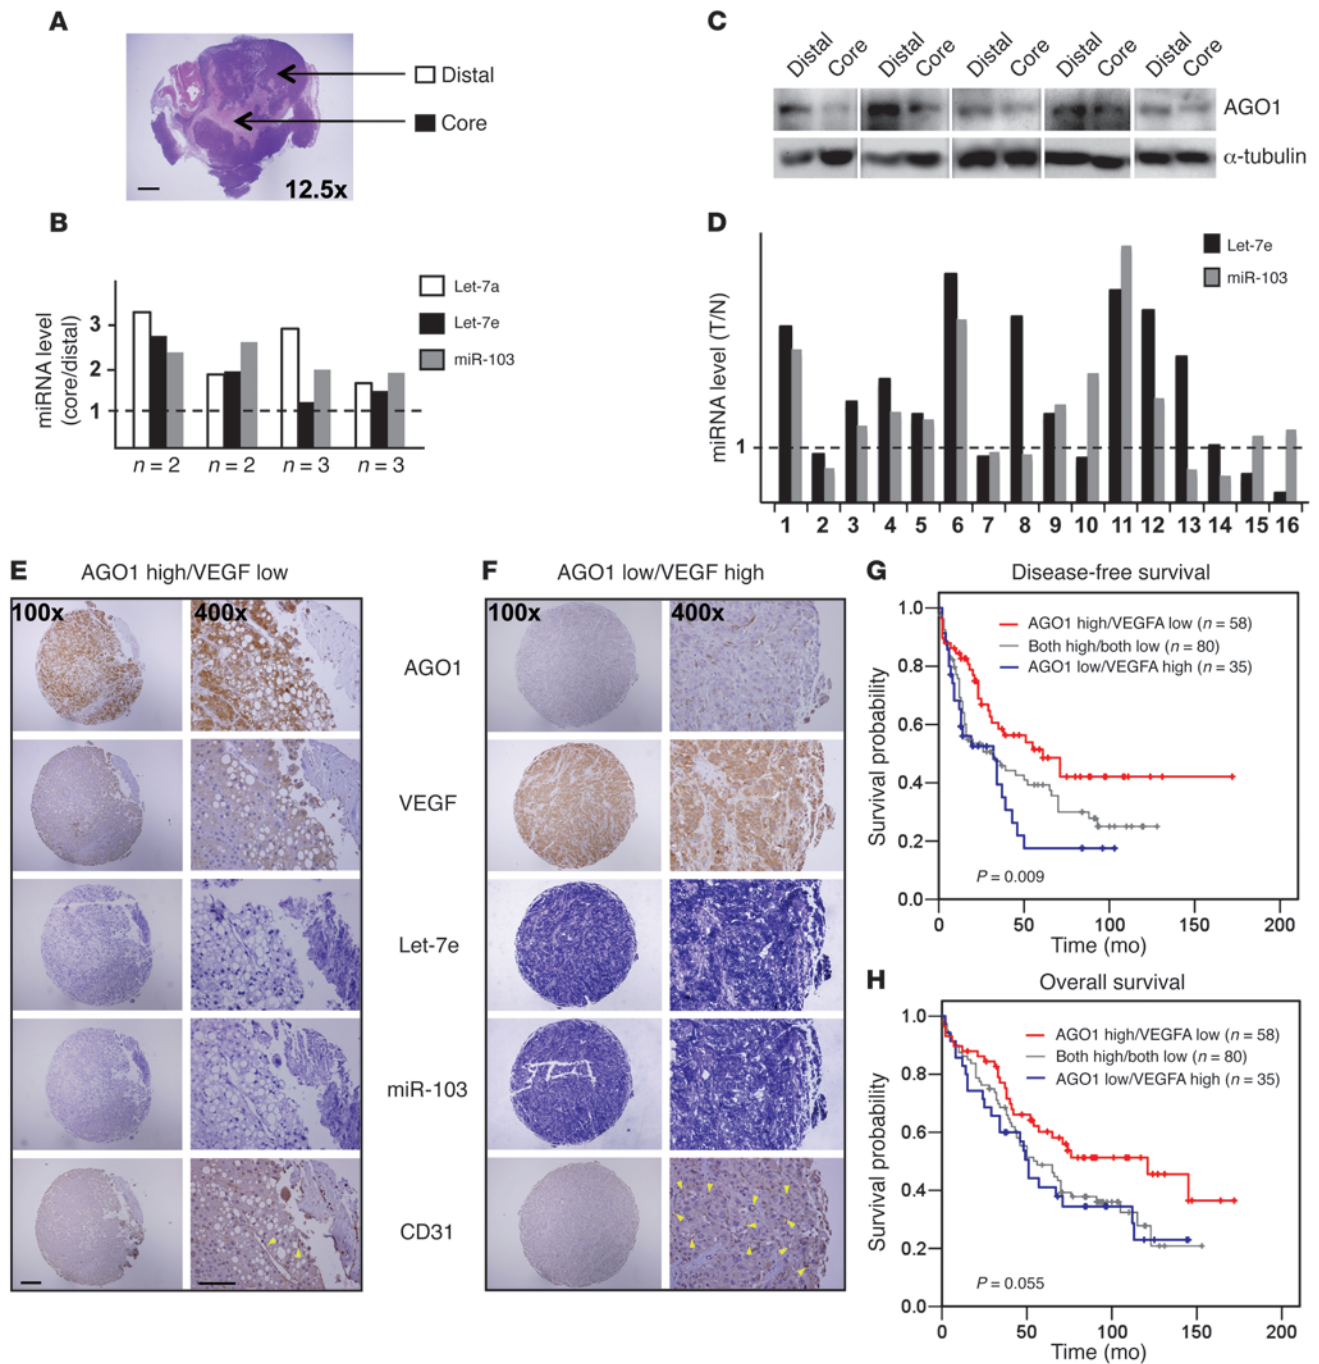 A
Distal
Core
12.5x
B
miRNA level
(core/distal)
3
2
1
Let-7a
Let-7e
miR-103
n = 2 n = 2 n = 3 n = 3
C
Distal Core Distal Core Distal Core Distal Core Distal Core
AGO1
α-tubulin
D
miRNA level (T/N)
1
Let-7e
miR-103
1 2 3 4 5 6 7 8 9 10 11 12 13 14 15 16
E
AGO1 high/VEGF low
100x 400x
F
AGO1 low/VEGF high
100x 400x
AGO1
VEGF
Let-7e
miR-103
CD31
G
Disease-free survival
Survival probability
1.0
0.8
0.6
0.4
0.2
0.0
AGO1 high/VEGFA low (n = 58)
Both high/both low (n = 80)
AGO1 low/VEGFA high (n = 35)
P = 0.009
0 50 100 150 200
Time (mo)
H
Overall survival
Survival probability
1.0
0.8
0.6
0.4
0.2
0.0
AGO1 high/VEGFA low (n = 58)
Both high/both low (n = 80)
AGO1 low/VEGFA high (n = 35)
P = 0.055
0 50 100 150 200
Time (mo)